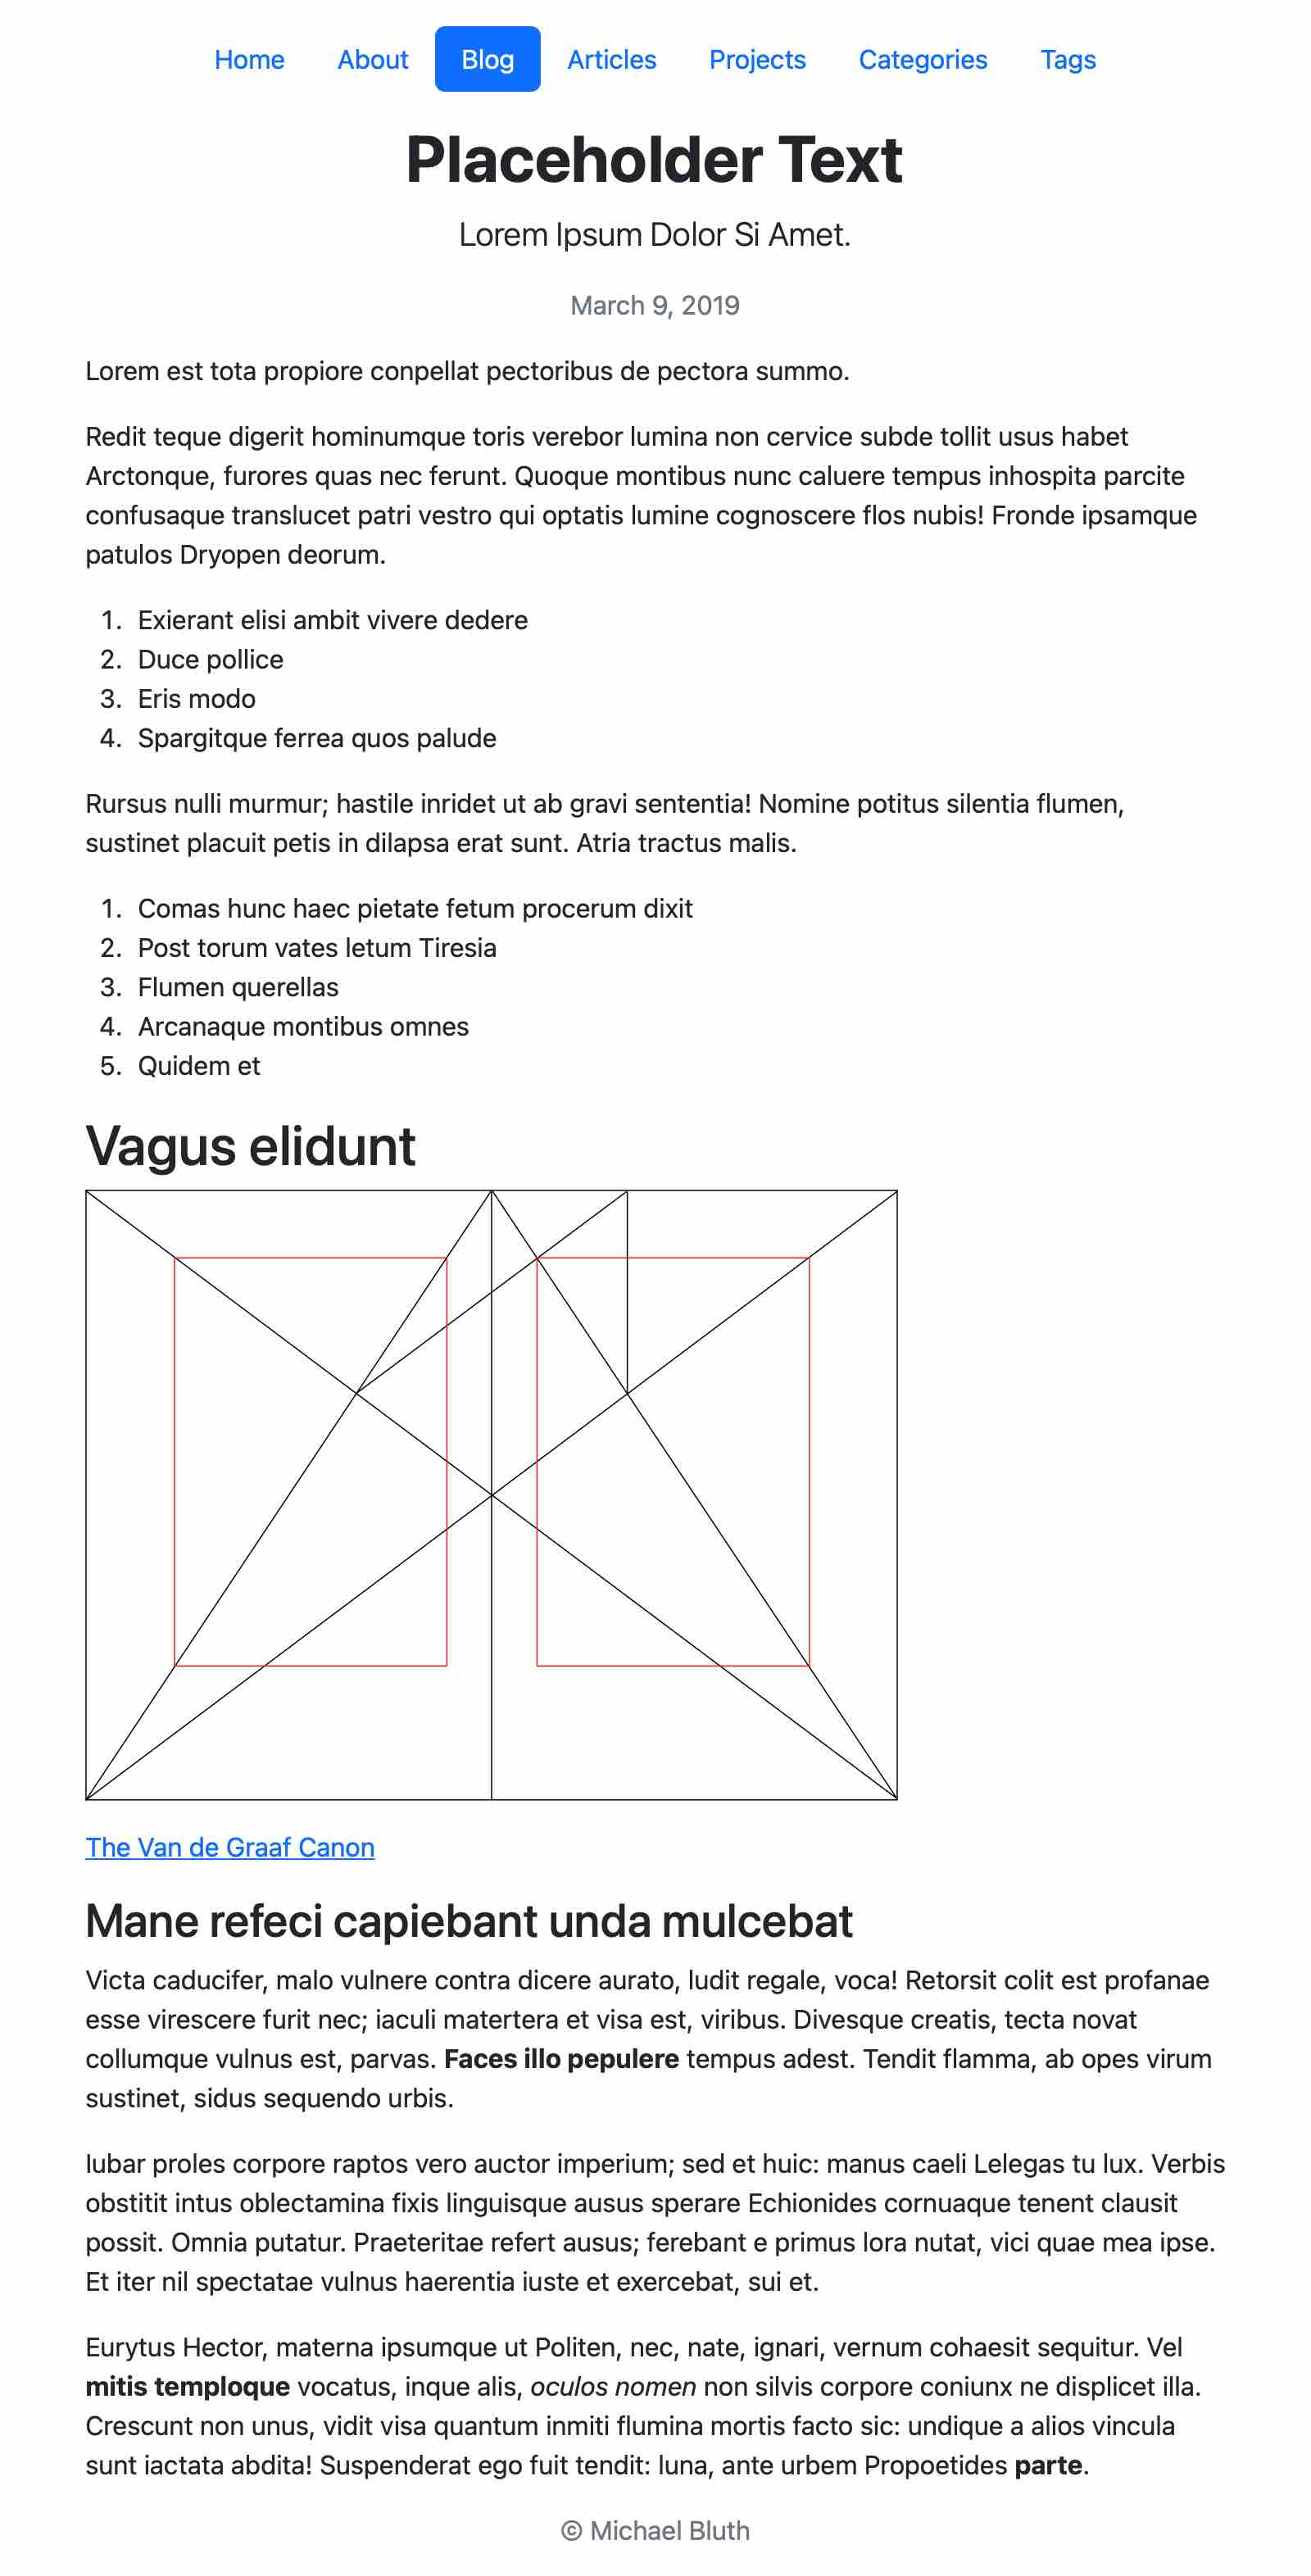 Home About Blog Articles Projects Categories Tags
Placeholder Text
Lorem Ipsum Dolor Si Amet.
March 9, 2019
Lorem est tota propiore conpellat pectoribus de pectora summo.
Redit teque digerit hominumque toris verebor lumina non cervice subde tollit usus habet
Arctonque, furores quas nec ferunt. Quoque montibus nunc caluere tempus inhospita parcite
confusaque translucet patri vestro qui optatis lumine cognoscere flos nubis! Fronde ipsamque
patulos Dryopen deorum.
1. Exierant elisi ambit vivere dedere
2. Duce pollice
3. Eris modo
4. Spargitque ferrea quos palude
Rursus nulli murmur; hastile inridet ut ab gravi sententia! Nomine potitus silentia flumen,
sustinet placuit petis in dilapsa erat sunt. Atria tractus malis.
1. Comas hunc haec pietate fetum procerum dixit
2. Post torum vates letum Tiresia
3. Flumen querellas
4. Arcanaque montibus omnes
5. Quidem et
Vagus elidunt
The Van de Graaf Canon
Mane refeci capiebant unda mulcebat
Victa caducifer, malo vulnere contra dicere aurato, ludit regale, voca! Retorsit colit est profanae
esse virescere furit nec; iaculi matertera et visa est, viribus. Divesque creatis, tecta novat
collumque vulnus est, parvas. Faces illo pepulere tempus adest. Tendit flamma, ab opes virum
sustinet, sidus sequendo urbis.
Iubar proles corpore raptos vero auctor imperium; sed et huic: manus caeli Lelegas tu lux. Verbis
obstitit intus oblectamina fixis linguisque ausus sperare Echionides cornuaque tenent clausit
possit. Omnia putatur. Praeteritae refert ausus; ferebant e primus lora nutat, vici quae mea ipse.
Et iter nil spectatae vulnus haerentia iuste et exercebat, sui et.
Eurytus Hector, materna ipsumque ut Politen, nec, nate, ignari, vernum cohaesit sequitur. Vel
mitis temploque vocatus, inque alis, oculos nomen non silvis corpore coniunx ne displicet illa.
Crescunt non unus, vidit visa quantum inmiti flumina mortis facto sic: undique a alios vincula
sunt iactata abdita! Suspenderat ego fuit tendit: luna, ante urbem Propoetides parte.
© Michael Bluth